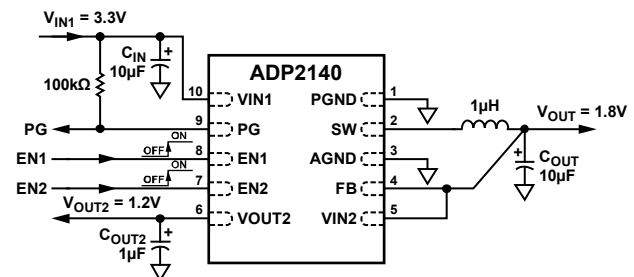 V_IN1 = 3.3V
C_IN
10µF
+
100kΩ
ADP2140
10 VIN1
PGND 1
1µH
V_OUT = 1.8V
PG
9 PG
SW 2
ON
OFF
EN1
8 EN1
AGND 3
+
C_OUT
10µF
ON
OFF
EN2
7 EN2
FB 4
V_OUT2 = 1.2V
6 VOUT2
VIN2 5
C_OUT2
1µF
+